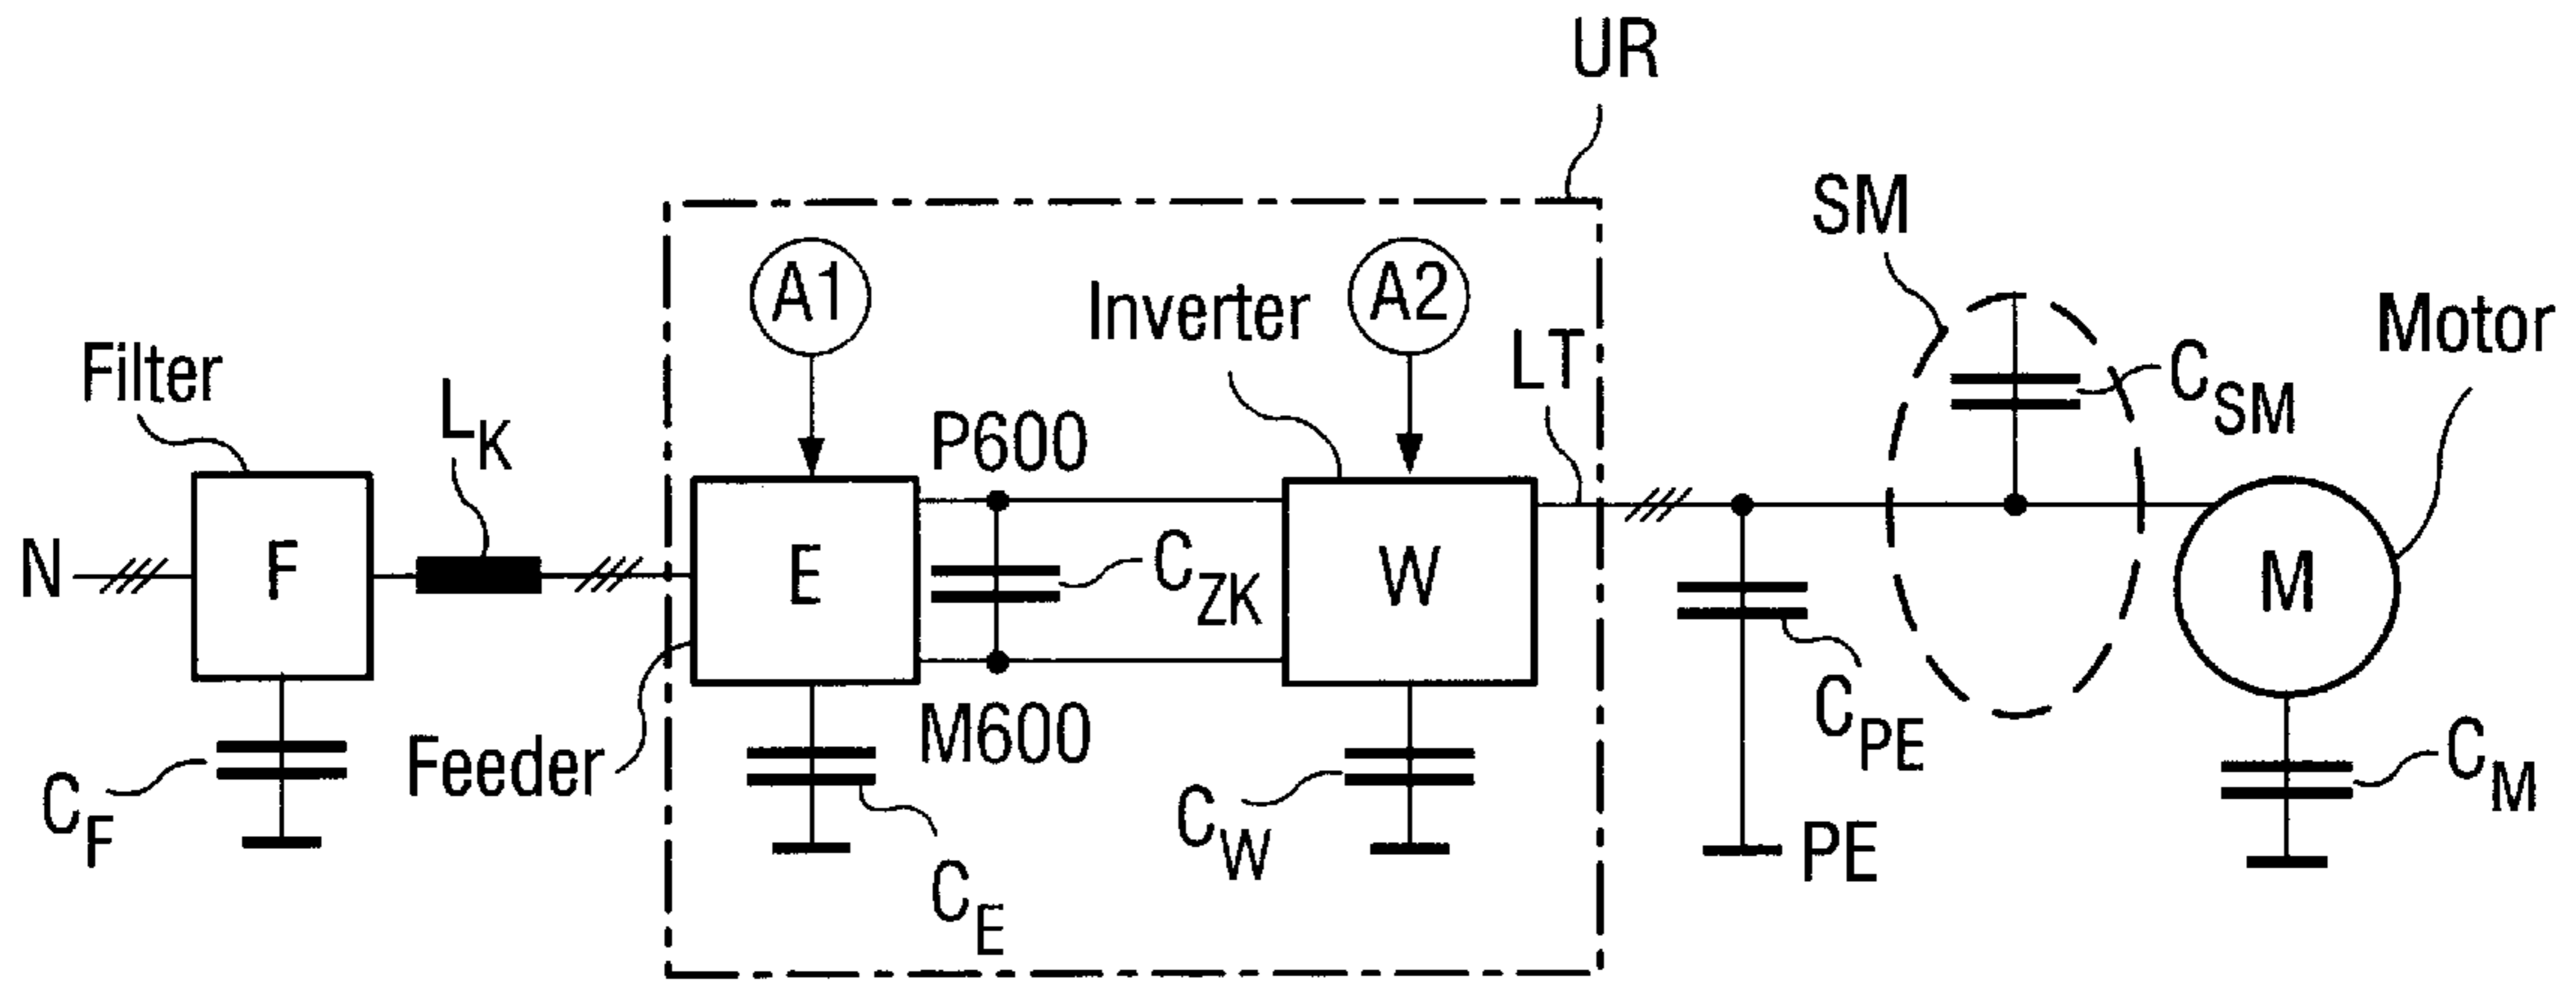 UR
SM
A1
A2
Inverter
LT
Motor
Filter
L_K
P600
C_SM
N
F
E
C_ZK
W
M
C_F
Feeder
M600
C_PE
C_M
C_E
C_W
PE